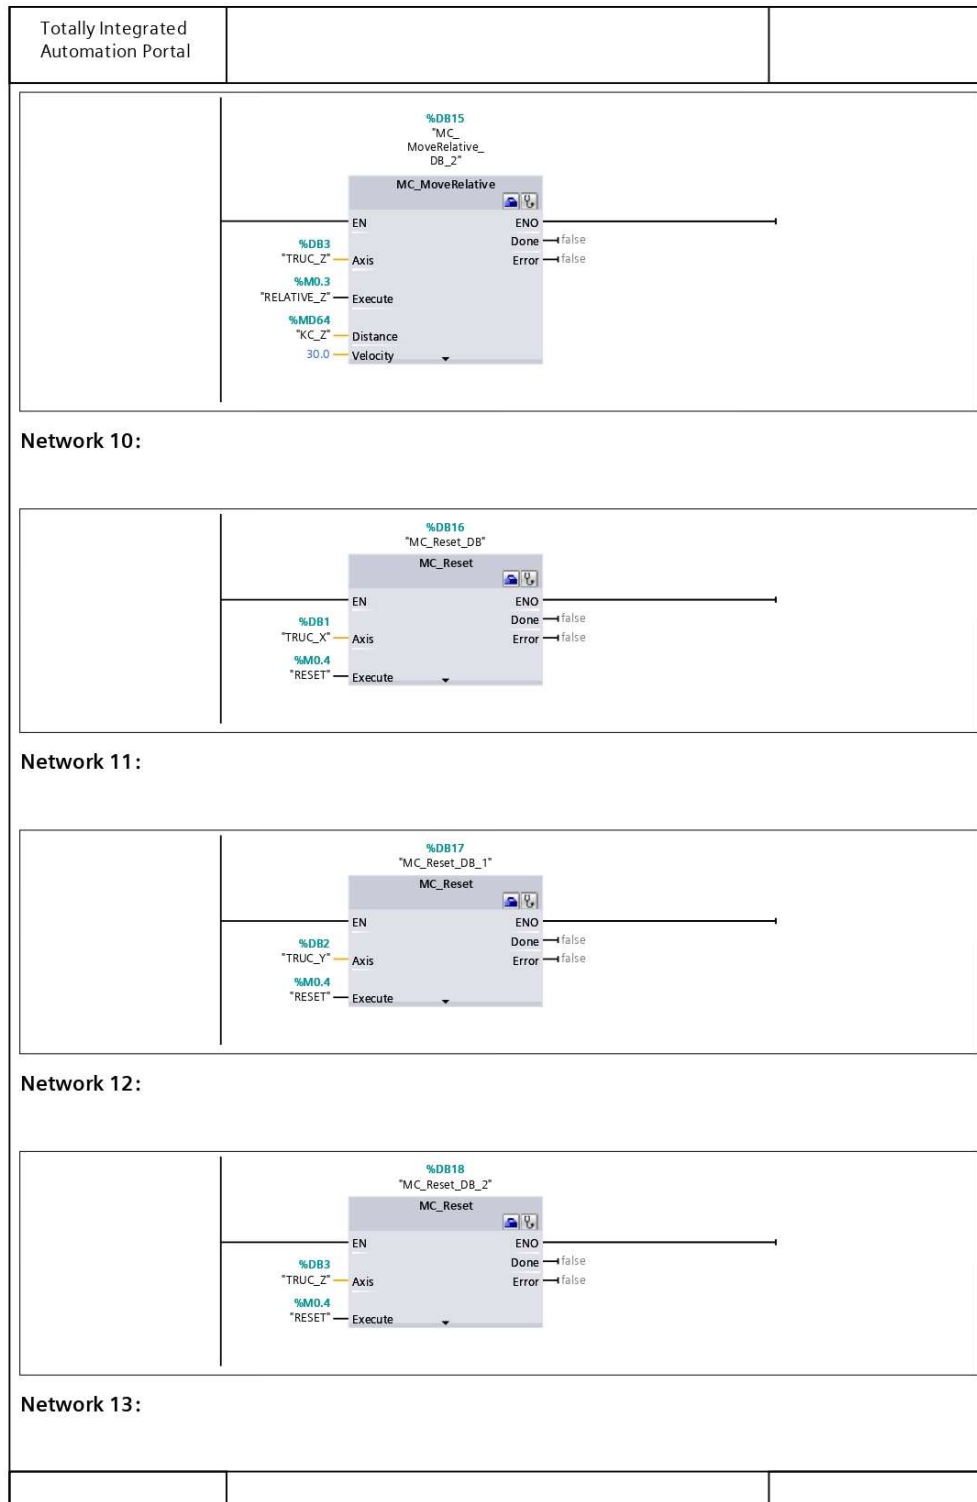 Totally Integrated
Automation Portal
%DB15
"MC_
MoveRelative_
DB_2"
MC_MoveRelative
EN
ENO
Done
false
%DB3
"TRUC_Z"
Axis
Error
false
%M0.3
"RELATIVE_Z"
Execute
%MD64
"KC_Z"
Distance
30.0
Velocity
Network 10:
%DB16
"MC_Reset_DB"
MC_Reset
EN
ENO
Done
false
%DB1
"TRUC_X"
Axis
Error
false
%M0.4
"RESET"
Execute
Network 11:
%DB17
"MC_Reset_DB_1"
MC_Reset
EN
ENO
Done
false
%DB2
"TRUC_Y"
Axis
Error
false
%M0.4
"RESET"
Execute
Network 12:
%DB18
"MC_Reset_DB_2"
MC_Reset
EN
ENO
Done
false
%DB3
"TRUC_Z"
Axis
Error
false
%M0.4
"RESET"
Execute
Network 13: